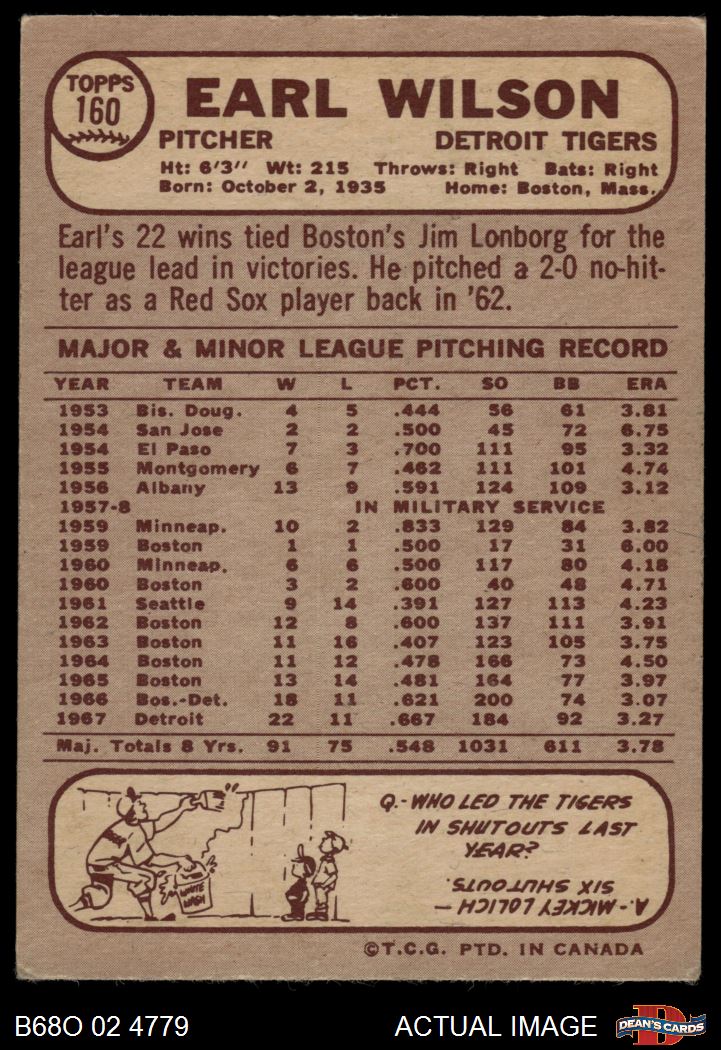 TOPPS
160
EARL WILSON
PITCHER DETROIT TIGERS
Ht: 6'3'' Wt: 215 Throws: Right Bats: Right
Born: October 2, 1935 Home: Boston, Mass.
Earl's 22 wins tied Boston's Jim Lonborg for the
league lead in victories. He pitched a 2-0 no-hit-
ter as a Red Sox player back in '62.
MAJOR & MINOR LEAGUE PITCHING RECORD
YEAR TEAM W L PCT. SO BB ERA
1953 Bis. Doug. 4 5 .444 56 61 3.81
1954 San Jose 2 2 .500 45 72 6.75
1954 El Paso 7 3 .700 111 95 3.32
1955 Montgomery 6 7 .462 111 101 4.74
1956 Albany 13 9 .591 124 109 3.12
1957-8 IN MILITARY SERVICE
1959 Minneap. 10 2 .833 129 84 3.82
1959 Boston 1 1 .500 17 31 6.00
1960 Minneap. 6 6 .500 117 80 4.18
1960 Boston 3 2 .600 40 48 4.71
1961 Seattle 9 14 .391 127 113 4.23
1962 Boston 12 8 .600 137 111 3.91
1963 Boston 11 16 .407 123 105 3.75
1964 Boston 11 12 .478 166 73 4.50
1965 Boston 13 14 .481 164 77 3.97
1966 Bos.-Det. 18 11 .621 200 74 3.07
1967 Detroit 22 11 .667 184 92 3.27
Maj. Totals 8 Yrs. 91 75 .548 1031 611 3.78
WHITE
WASH
Q.- WHO LED THE TIGERS
IN SHUTOUTS LAST
YEAR?
A.- MICKEY LOLICH —
SIX SHUTOUTS.
©T.C.G. PTD. IN CANADA
B68O 02 4779 ACTUAL IMAGE
D
DEAN'S CARDS